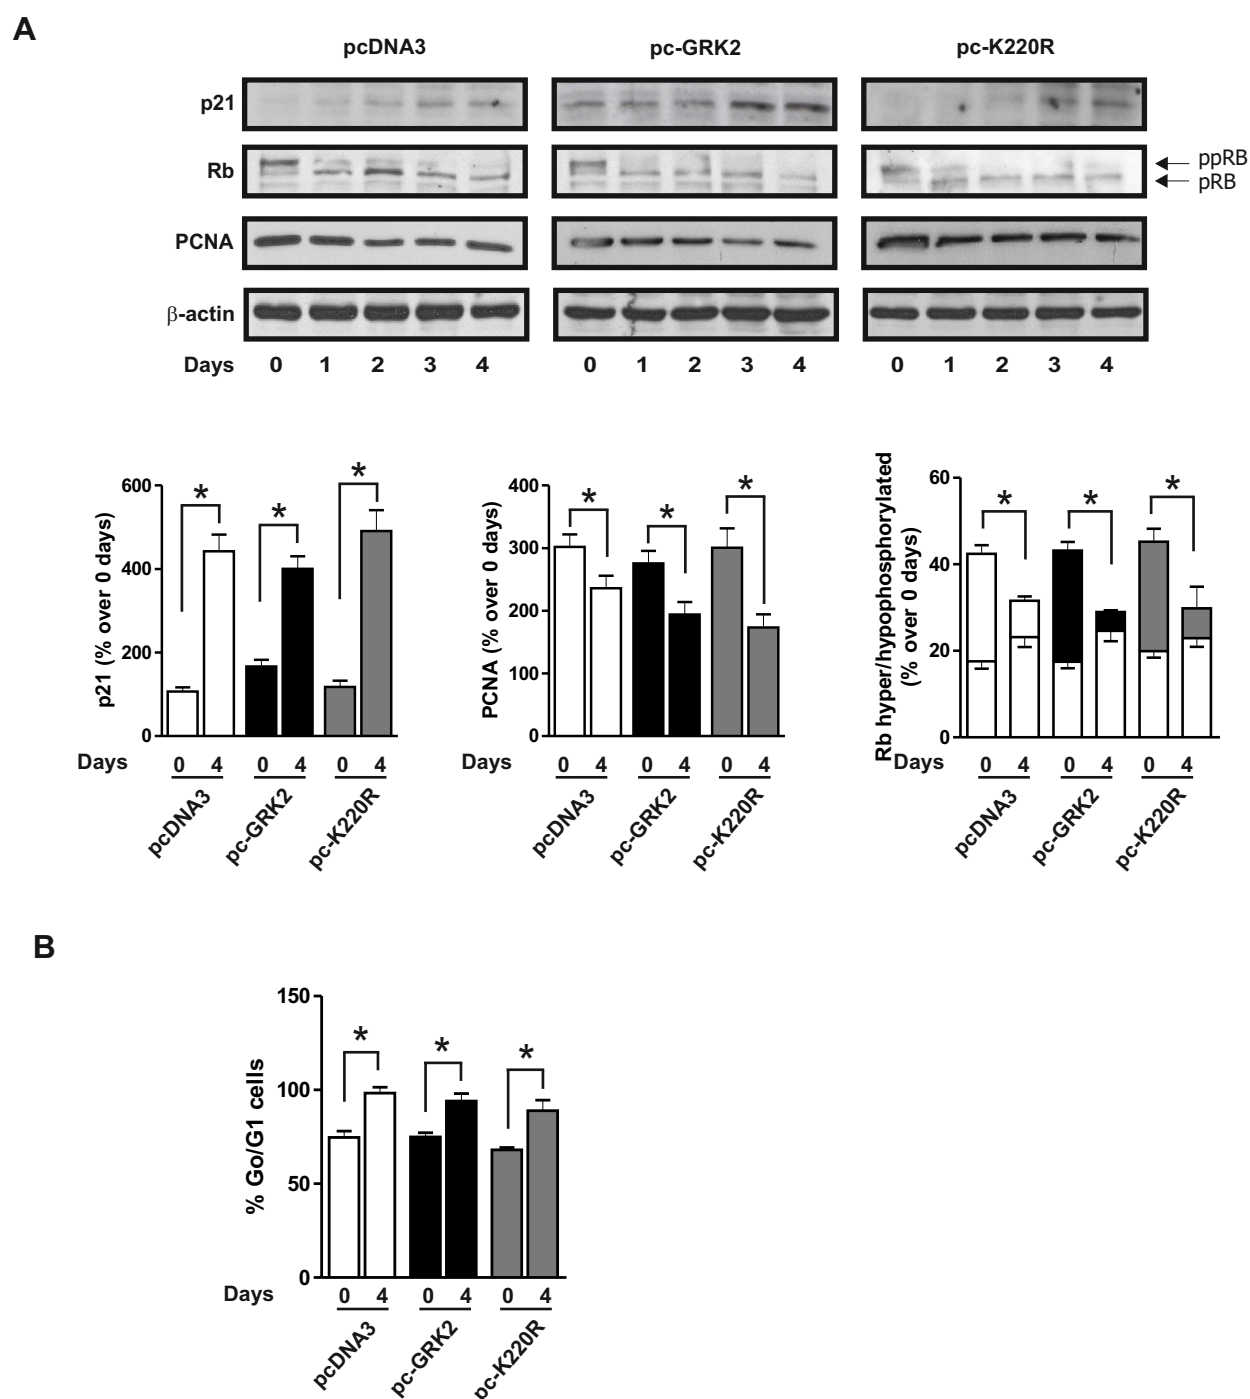 A
pcDNA3 pc-GRK2 pc-K220R
p21
Rb
ppRB
pRB
PCNA
β-actin
Days 0 1 2 3 4 0 1 2 3 4 0 1 2 3 4
p21 (% over 0 days)
600
400
200
0
* * *
Days 0 4 0 4 0 4
pcDNA3 pc-GRK2 pc-K220R
PCNA (% over 0 days)
400
300
200
100
0
* * *
0 4 0 4 0 4
pcDNA3 pc-GRK2 pc-K220R
Rb hyper/hypophosphorylated
(% over 0 days)
60
40
20
0
* * *
Days 0 4 0 4 0 4
pcDNA3 pc-GRK2 pc-K220R
B
% Go/G1 cells
150
100
50
0
* * *
Days 0 4 0 4 0 4
pcDNA3 pc-GRK2 pc-K220R